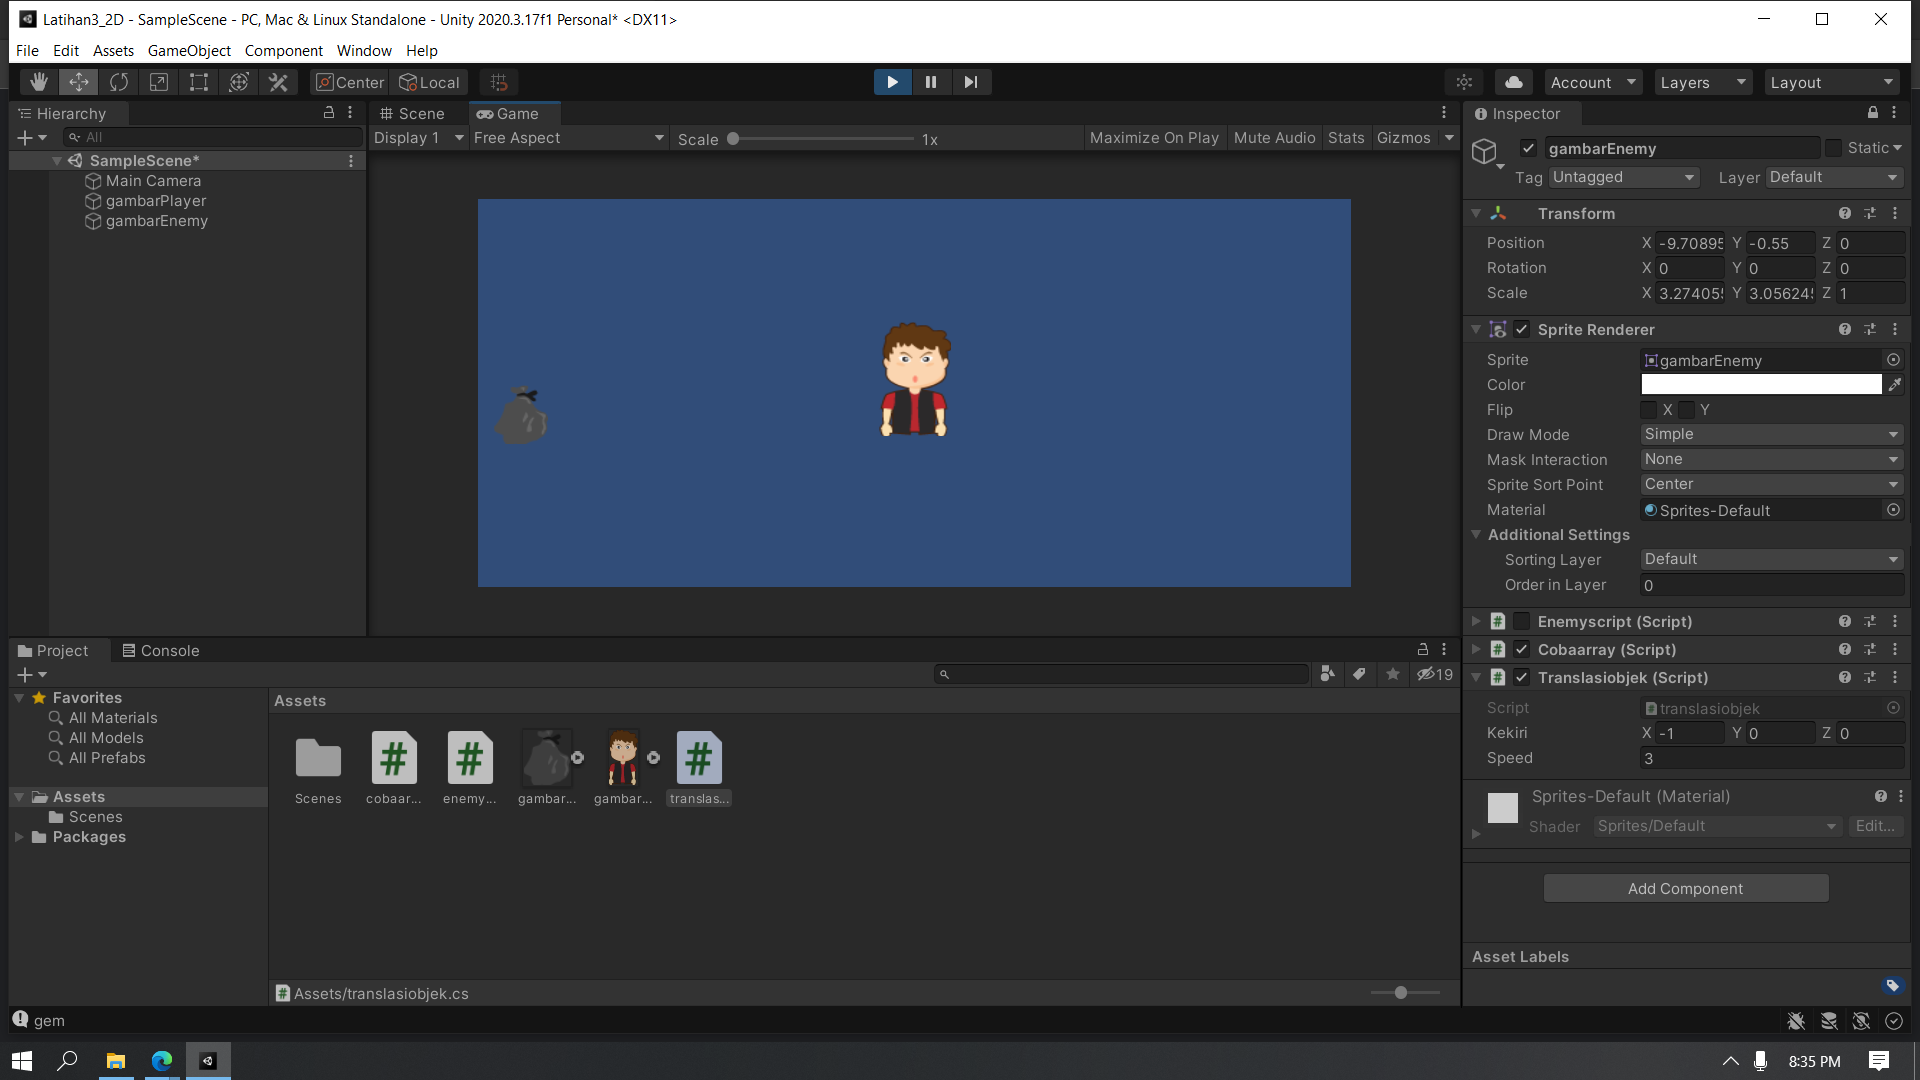 Latihan3_2D - SampleScene - PC, Mac & Linux Standalone - Unity 2020.3.17f1 Personal* <DX11>
File Edit Assets GameObject Component Window Help
Center Local Account Layers Layout
Hierarchy
All
SampleScene*
Main Camera
gambarPlayer
gambarEnemy
Scene Game
Display 1 Free Aspect Scale 1x Maximize On Play Mute Audio Stats Gizmos
Inspector
gambarEnemy Static
Tag Untagged Layer Default
Transform
Position X -9.70895 Y -0.55 Z 0
Rotation X 0 Y 0 Z 0
Scale X 3.27405 Y 3.05624 Z 1
Sprite Renderer
Sprite gambarEnemy
Color
Flip X Y
Draw Mode Simple
Mask Interaction None
Sprite Sort Point Center
Material Sprites-Default
Additional Settings
Sorting Layer Default
Order in Layer 0
Enemyscript (Script)
Cobaarray (Script)
Translasiobjek (Script)
Script translasiobjek
Kekiri X -1 Y 0 Z 0
Speed 3
Sprites-Default (Material)
Shader Sprites/Default Edit...
Add Component
Asset Labels
Project Console
19
Favorites
All Materials
All Models
All Prefabs
Assets
Scenes
Packages
Assets
Scenes cobaar... enemy... gambar... gambar... translas...
Assets/translasiobjek.cs
gem
8:35 PM